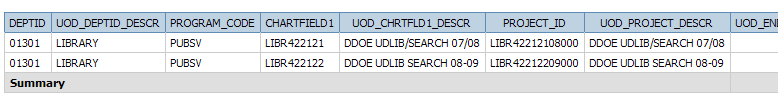 DEPTID UOD_DEPTID_DESCR PROGRAM_CODE CHARTFIELD1 UOD_CHRTFLD1_DESCR PROJECT_ID UOD_PROJECT_DESCR UOD_END
01301 LIBRARY PUBSV LIBR422121 DDOE UDLIB/SEARCH 07/08 LIBR42212108000 DDOE UDLIB/SEARCH 07/08
01301 LIBRARY PUBSV LIBR422122 DDOE UDLIB SEARCH 08-09 LIBR42212209000 DDOE UDLIB SEARCH 08-09
Summary